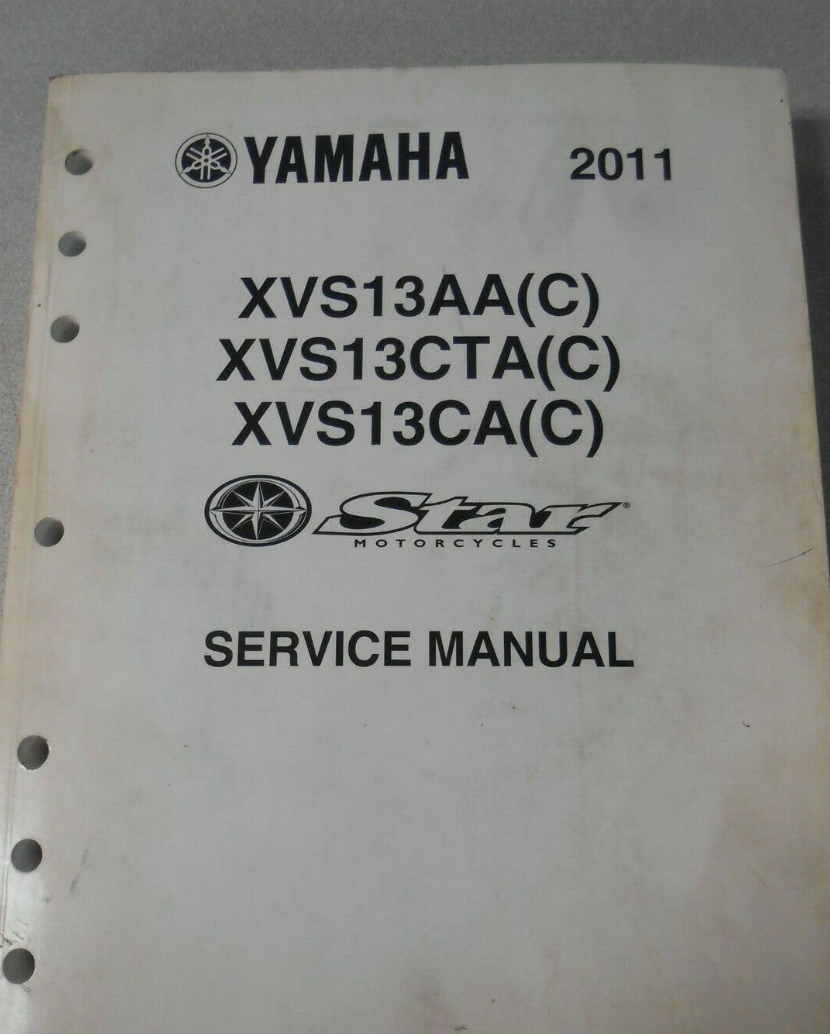 YAMAHA 2011
XVS13AA(C)
XVS13CTA(C)
XVS13CA(C)
Star®
MOTORCYCLES
SERVICE MANUAL